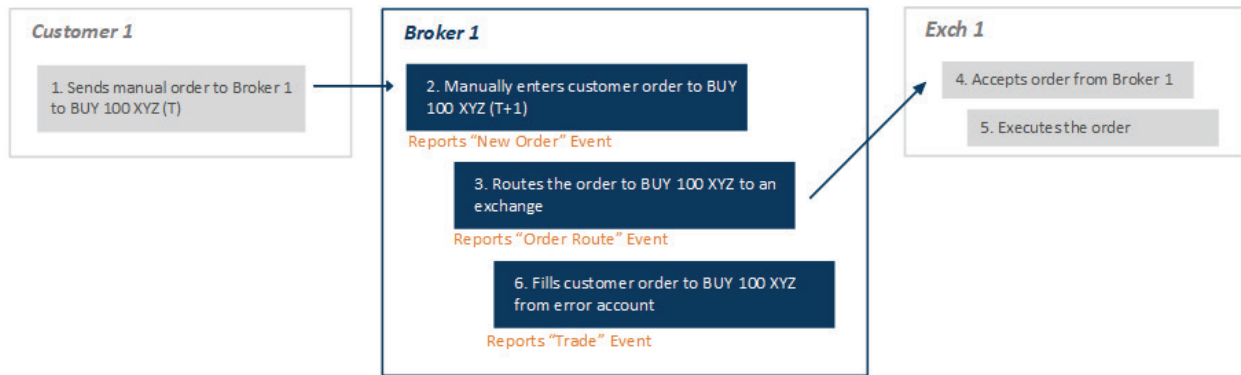 Customer 1
1. Sends manual order to Broker 1
to BUY 100 XYZ (T)
Broker 1
2. Manually enters customer order to BUY
100 XYZ (T+1)
Reports “New Order” Event
3. Routes the order to BUY 100 XYZ to an
exchange
Reports “Order Route” Event
6. Fills customer order to BUY 100 XYZ
from error account
Reports “Trade” Event
Exch 1
4. Accepts order from Broker 1
5. Executes the order